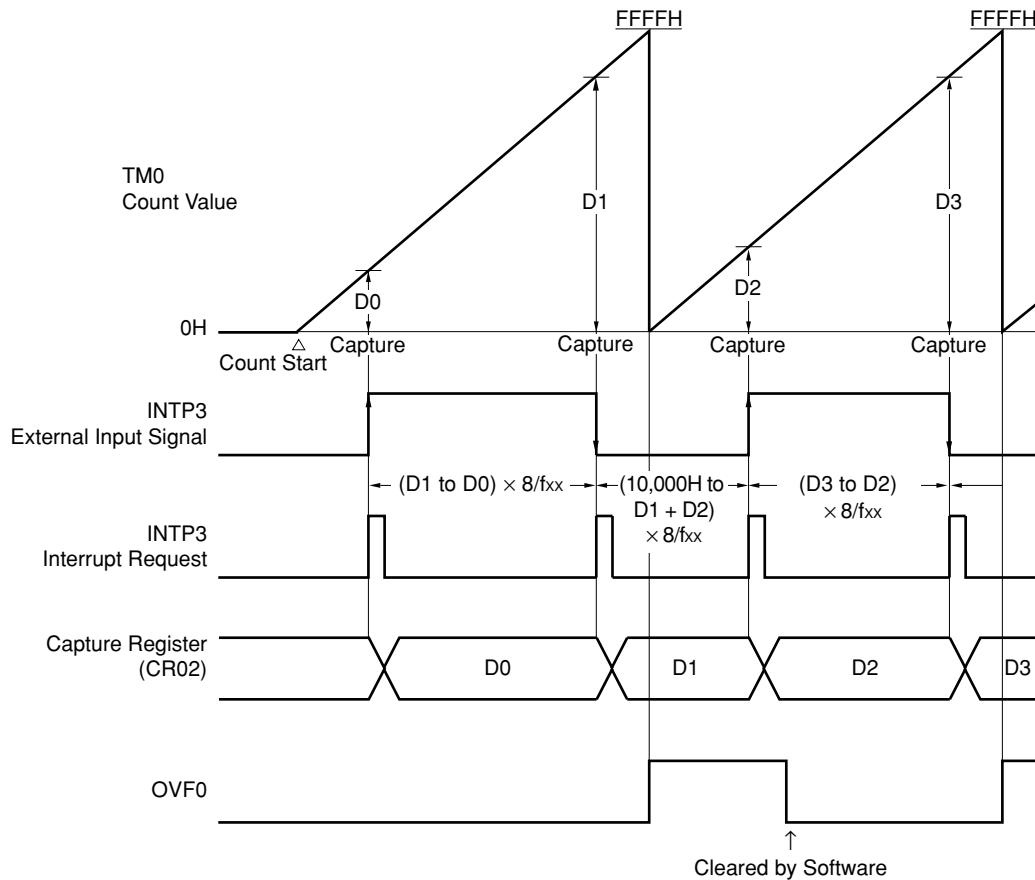 FFFFH FFFFH
TM0
Count Value
D1 D3
D0 D2
0H
Count Start
Capture Capture Capture Capture
INTP3
External Input Signal
(D1 to D0) × 8/fxx
(10,000H to
D1 + D2)
× 8/fxx
(D3 to D2)
× 8/fxx
INTP3
Interrupt Request
Capture Register
(CR02)
D0 D1 D2 D3
OVF0
Cleared by Software